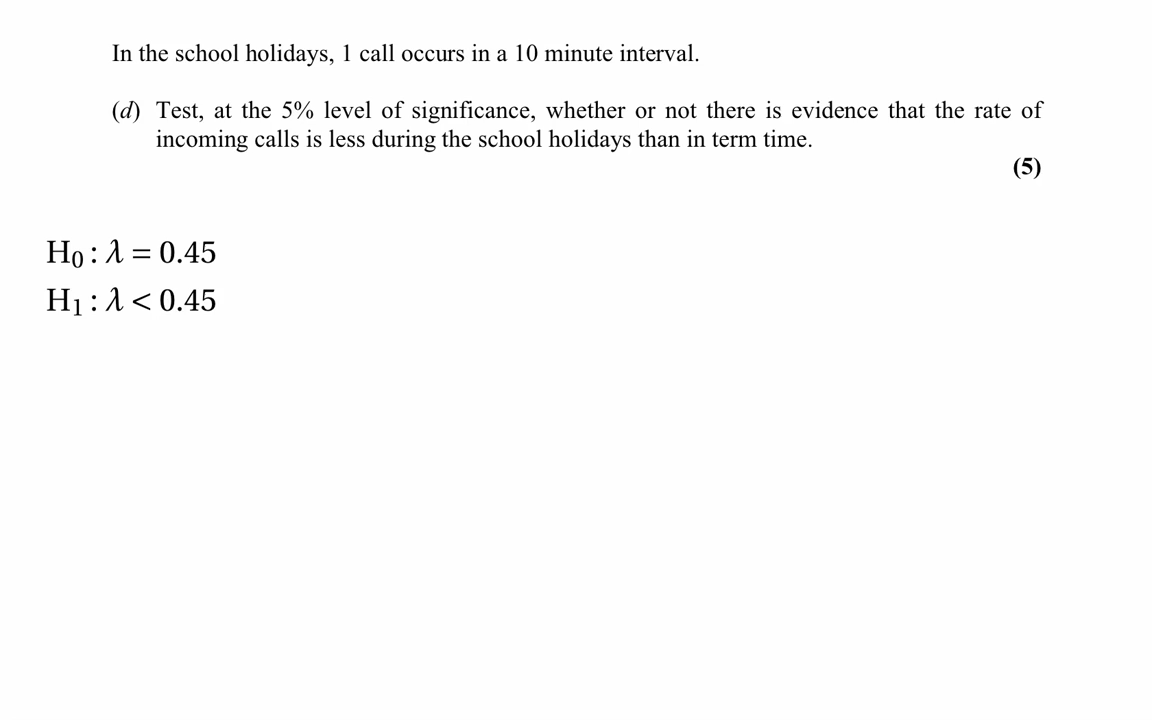 In the school holidays, 1 call occurs in a 10 minute interval.
(d) Test, at the 5% level of significance, whether or not there is evidence that the rate of
incoming calls is less during the school holidays than in term time.
(5)
H₀ : λ = 0.45
H₁ : λ < 0.45